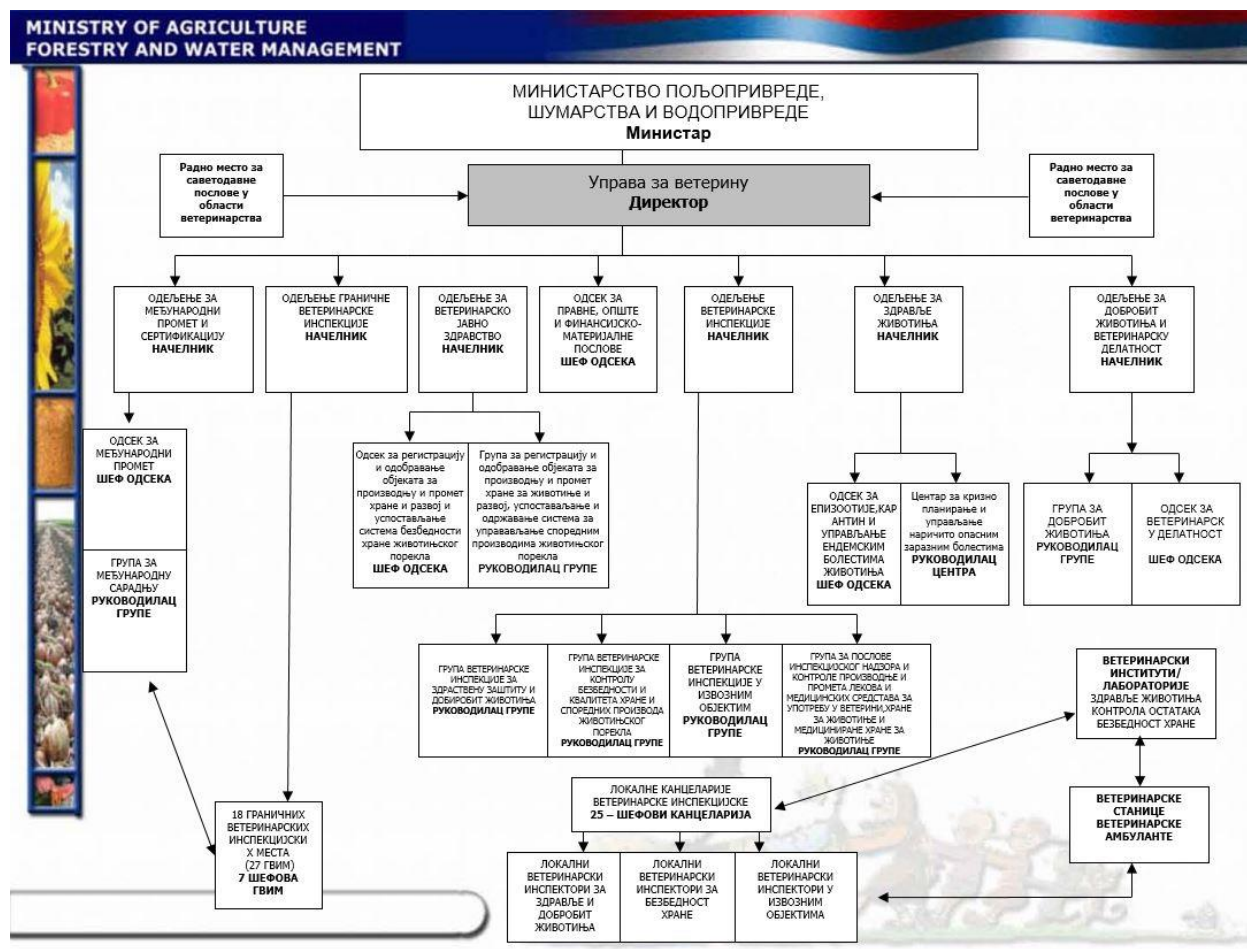 MINISTRY OF AGRICULTURE
FORESTRY AND WATER MANAGEMENT
МИНИСТАРСТВО ПОЉОПРИВРЕДЕ,
ШУМАРСТВА И ВОДОПРИВРЕДЕ
Министар
Радно место за
саветодавне
послове у
области
ветеринарства
Управа за ветерину
Директор
Радно место за
саветодавне
послове у
области
ветеринарства
ОДЕЉЕЊЕ ЗА
МЕЂУНАРОДНИ
ПРОМЕТ И
СЕРТИФИКАЦИЈУ
НАЧЕЛНИК
ОДЕЉЕЊЕ ГРАНИЧНЕ
ВЕТЕРИНАРСКЕ
ИНСПЕКЦИЈЕ
НАЧЕЛНИК
ОДЕЉЕЊЕ ЗА
ВЕТЕРИНАРСКО
ЈАВНО
ЗДРАВСТВО
НАЧЕЛНИК
ОДСЕК ЗА
ПРАВНЕ, ОПШТЕ
И ФИНАНСИЈСКО-
МАТЕРИЈАЛНЕ
ПОСЛОВЕ
ШЕФ ОДСЕКА
ОДЕЉЕЊЕ
ВЕТЕРИНАРСКЕ
ИНСПЕКЦИЈЕ
НАЧЕЛНИК
ОДЕЉЕЊЕ ЗА
ЗДРАВЉЕ
ЖИВОТИЊА
НАЧЕЛНИК
ОДЕЉЕЊЕ ЗА
ДОБРОБИТ
ЖИВОТИЊА И
ВЕТЕРИНАРСКУ
ДЕЛАТНОСТ
НАЧЕЛНИК
ОДСЕК ЗА
МЕЂУНАРОДНИ
ПРОМЕТ
ШЕФ ОДСЕКА
ГРУПА ЗА
МЕЂУНАРОДНУ
САРАДЊУ
РУКОВОДИЛАЦ
ГРУПЕ
Одсек за регистрацију
и одобравање
објеката за
производњу и промет
хране и развој и
успостављање
система безбедности
хране животињског
порекла
ШЕФ ОДСЕКА
Група за регистрацију и
одобравање објеката за
производњу и промет
хране за животиње и
развој, успостављање и
одржавање система за
управавање споредним
производима животињског
порекла
РУКОВОДИЛАЦ ГРУПЕ
ОДСЕК ЗА
ЕПИЗООТИЈЕ,КАР
АНТИН И
УПРАВЉАЊЕ
ЕНДЕМСКИМ
БОЛЕСТИМА
ЖИВОТИЊА
ШЕФ ОДСЕКА
Центар за кризно
планирање и
управљање
наричито опасним
заразним болестима
РУКОВОДИЛАЦ
ЦЕНТРА
ГРУПА ЗА
ДОБРОБИТ
ЖИВОТИЊА
РУКОВОДИЛАЦ
ГРУПЕ
ОДСЕК ЗА
ВЕТЕРИНАРСК
У ДЕЛАТНОСТ
ШЕФ ОДСЕКА
ГРУПА ВЕТЕРИНАРСКЕ
ИНСПЕКЦИЈЕ ЗА
ЗДРАСТВЕНУ ЗАШТИТУ И
ДОБИРОБИТ ЖИВОТИЊА
РУКОВОДИЛАЦ ГРУПЕ
ГРУПА ВЕТЕРИНАРСКЕ
ИНСПЕКЦИЈЕ ЗА
КОНТРОЛУ
БЕЗБЕДНОСТИ И
КВАЛИТЕТА ХРАНЕ И
СПОРЕДНИХ ПРОИЗВОДА
ЖИВОТИЊСКОГ
ПОРЕКЛА
РУКОВОДИЛАЦ ГРУПЕ
ГРУПА
ВЕТЕРИНАРСКЕ
ИНСПЕКЦИЈЕ У
ИЗВОЗНИМ
ОБЈЕКТИМ
РУКОВОДИЛАЦ
ГРУПЕ
ГРУПА ЗА ПОСЛОВЕ
ИНСПЕКЦИЈСКОГ НАДЗОРА И
КОНТРОЛЕ ПРОИЗВОДЊЕ И
ПРОМЕТА ЛЕКОВА И
МЕДИЦИНСКИХ СРЕДСТАВА ЗА
УПОТРЕБУ У ВЕТЕРИНИ,ХРАНЕ
ЗА ЖИВОТИЊЕ И
МЕДИЦИНИРАНЕ ХРАНЕ ЗА
ЖИВОТИЊЕ
РУКОВОДИЛАЦ ГРУПЕ
ВЕТЕРИНАРСКИ
ИНСТИТУТИ/
ЛАБОРАТОРИЈЕ
ЗДРАВЉЕ ЖИВОТИЊА
КОНТРОЛА ОСТАТАКА
БЕЗБЕДНОСТ ХРАНЕ
ЛОКАЛНЕ КАНЦЕЛАРИЈЕ
ВЕТЕРИНАРСКЕ ИНСПЕКЦИЈСКЕ
25 – ШЕФОВИ КАНЦЕЛАРИЈА
ВЕТЕРИНАРСКЕ
СТАНИЦЕ
ВЕТЕРИНАРСКЕ
АМБУЛАНТЕ
18 ГРАНИЧНИХ
ВЕТЕРИНАРСКИХ
ИНСПЕКЦИЈСКИ
Х МЕСТА
(27 ГВИМ)
7 ШЕФОВА
ГВИМ
ЛОКАЛНИ
ВЕТЕРИНАРСКИ
ИНСПЕКТОРИ ЗА
ЗДРАВЉЕ И
ДОБРОБИТ
ЖИВОТИЊА
ЛОКАЛНИ
ВЕТЕРИНАРСКИ
ИНСПЕКТОРИ ЗА
БЕЗБЕДНОСТ
ХРАНЕ
ЛОКАЛНИ
ВЕТЕРИНАРСКИ
ИНСПЕКТОРИ У
ИЗВОЗНИМ
ОБЈЕКТИМА